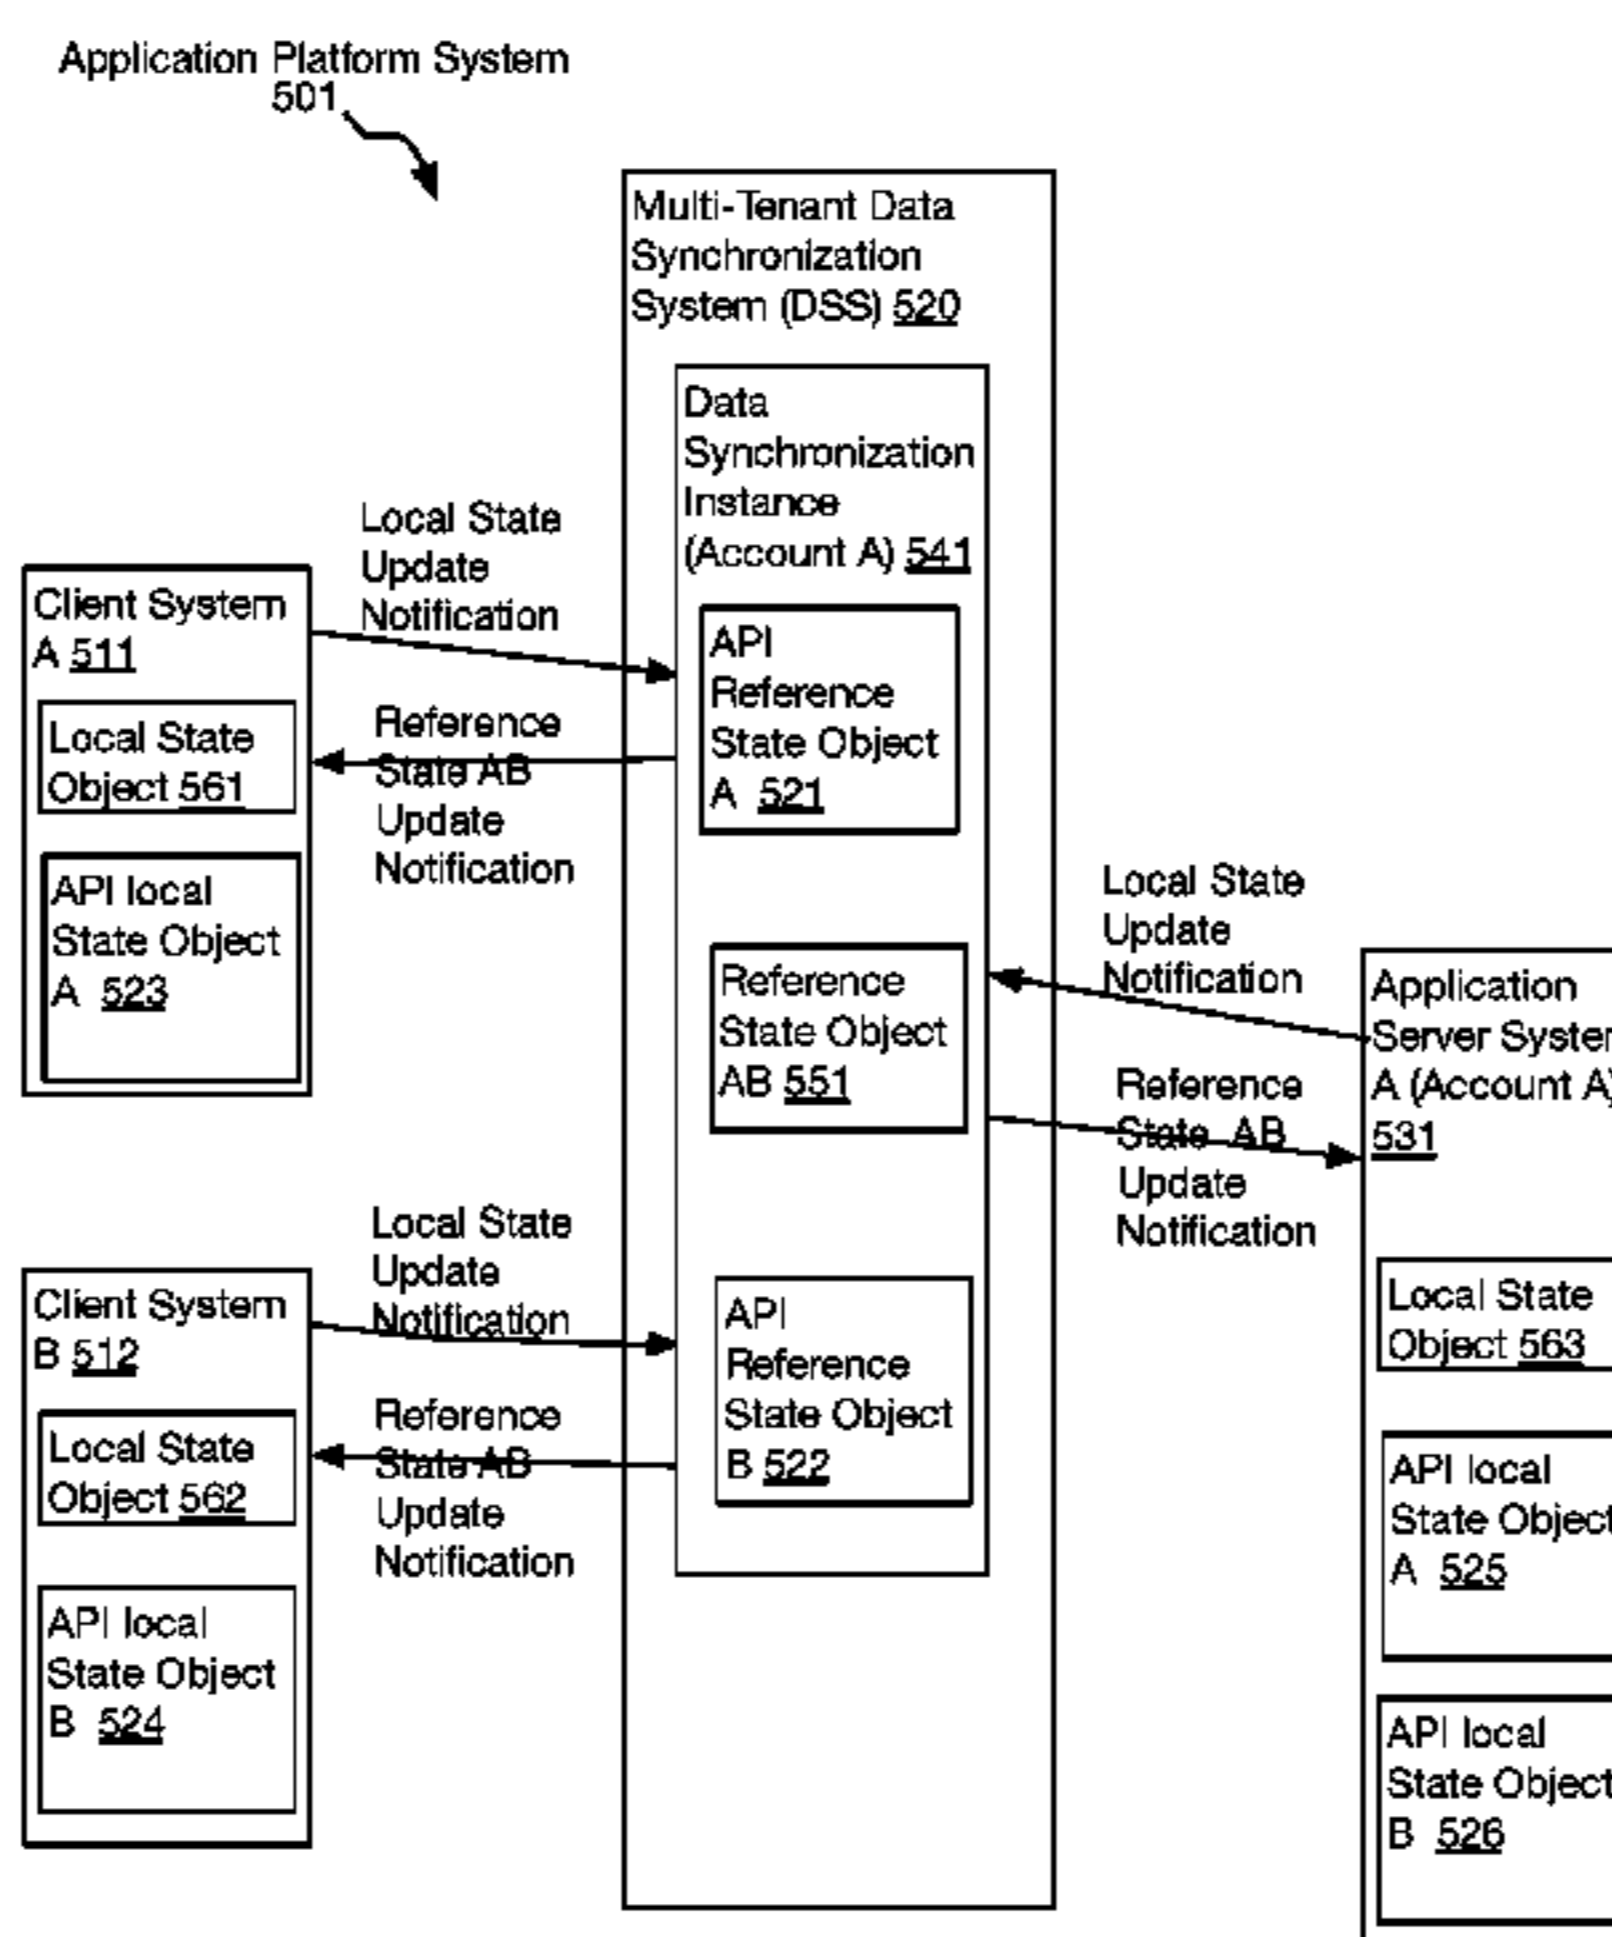 Application Platform System
501
Multi-Tenant Data
Synchronization
System (DSS) 520
Data
Synchronization
Instance
(Account A) 541
API
Reference
State Object
A 521
Reference
State Object
AB 551
API
Reference
State Object
B 522
Local State
Update
Notification
Reference
State AB
Update
Notification
Client System
A 511
Local State
Object 561
API local
State Object
A 523
Local State
Update
Notification
Reference
State AB
Update
Notification
Client System
B 512
Local State
Object 562
API local
State Object
B 524
Local State
Update
Notification
Reference
State AB
Update
Notification
Application
Server System
A (Account A)
531
Local State
Object 563
API local
State Object
A 525
API local
State Object
B 526